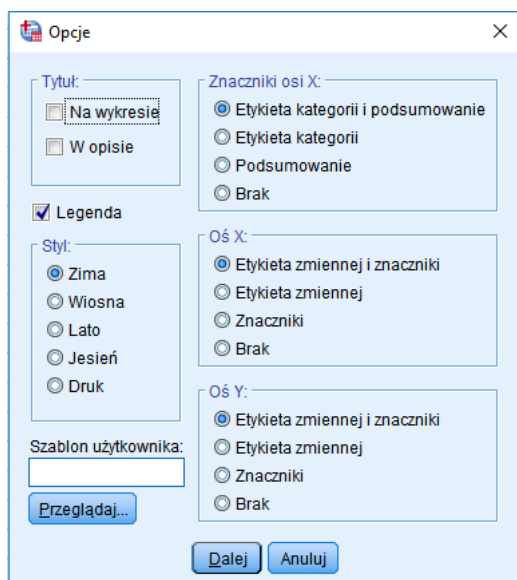 Opcje
Tytuł:
Na wykresie
W opisie
Legenda
Styl:
Zima
Wiosna
Lato
Jesień
Druk
Szablon użytkownika:
Przeglądaj...
Znaczniki osi X:
Etykieta kategorii i podsumowanie
Etykieta kategorii
Podsumowanie
Brak
Oś X:
Etykieta zmiennej i znaczniki
Etykieta zmiennej
Znaczniki
Brak
Oś Y:
Etykieta zmiennej i znaczniki
Etykieta zmiennej
Znaczniki
Brak
Dalej
Anuluj